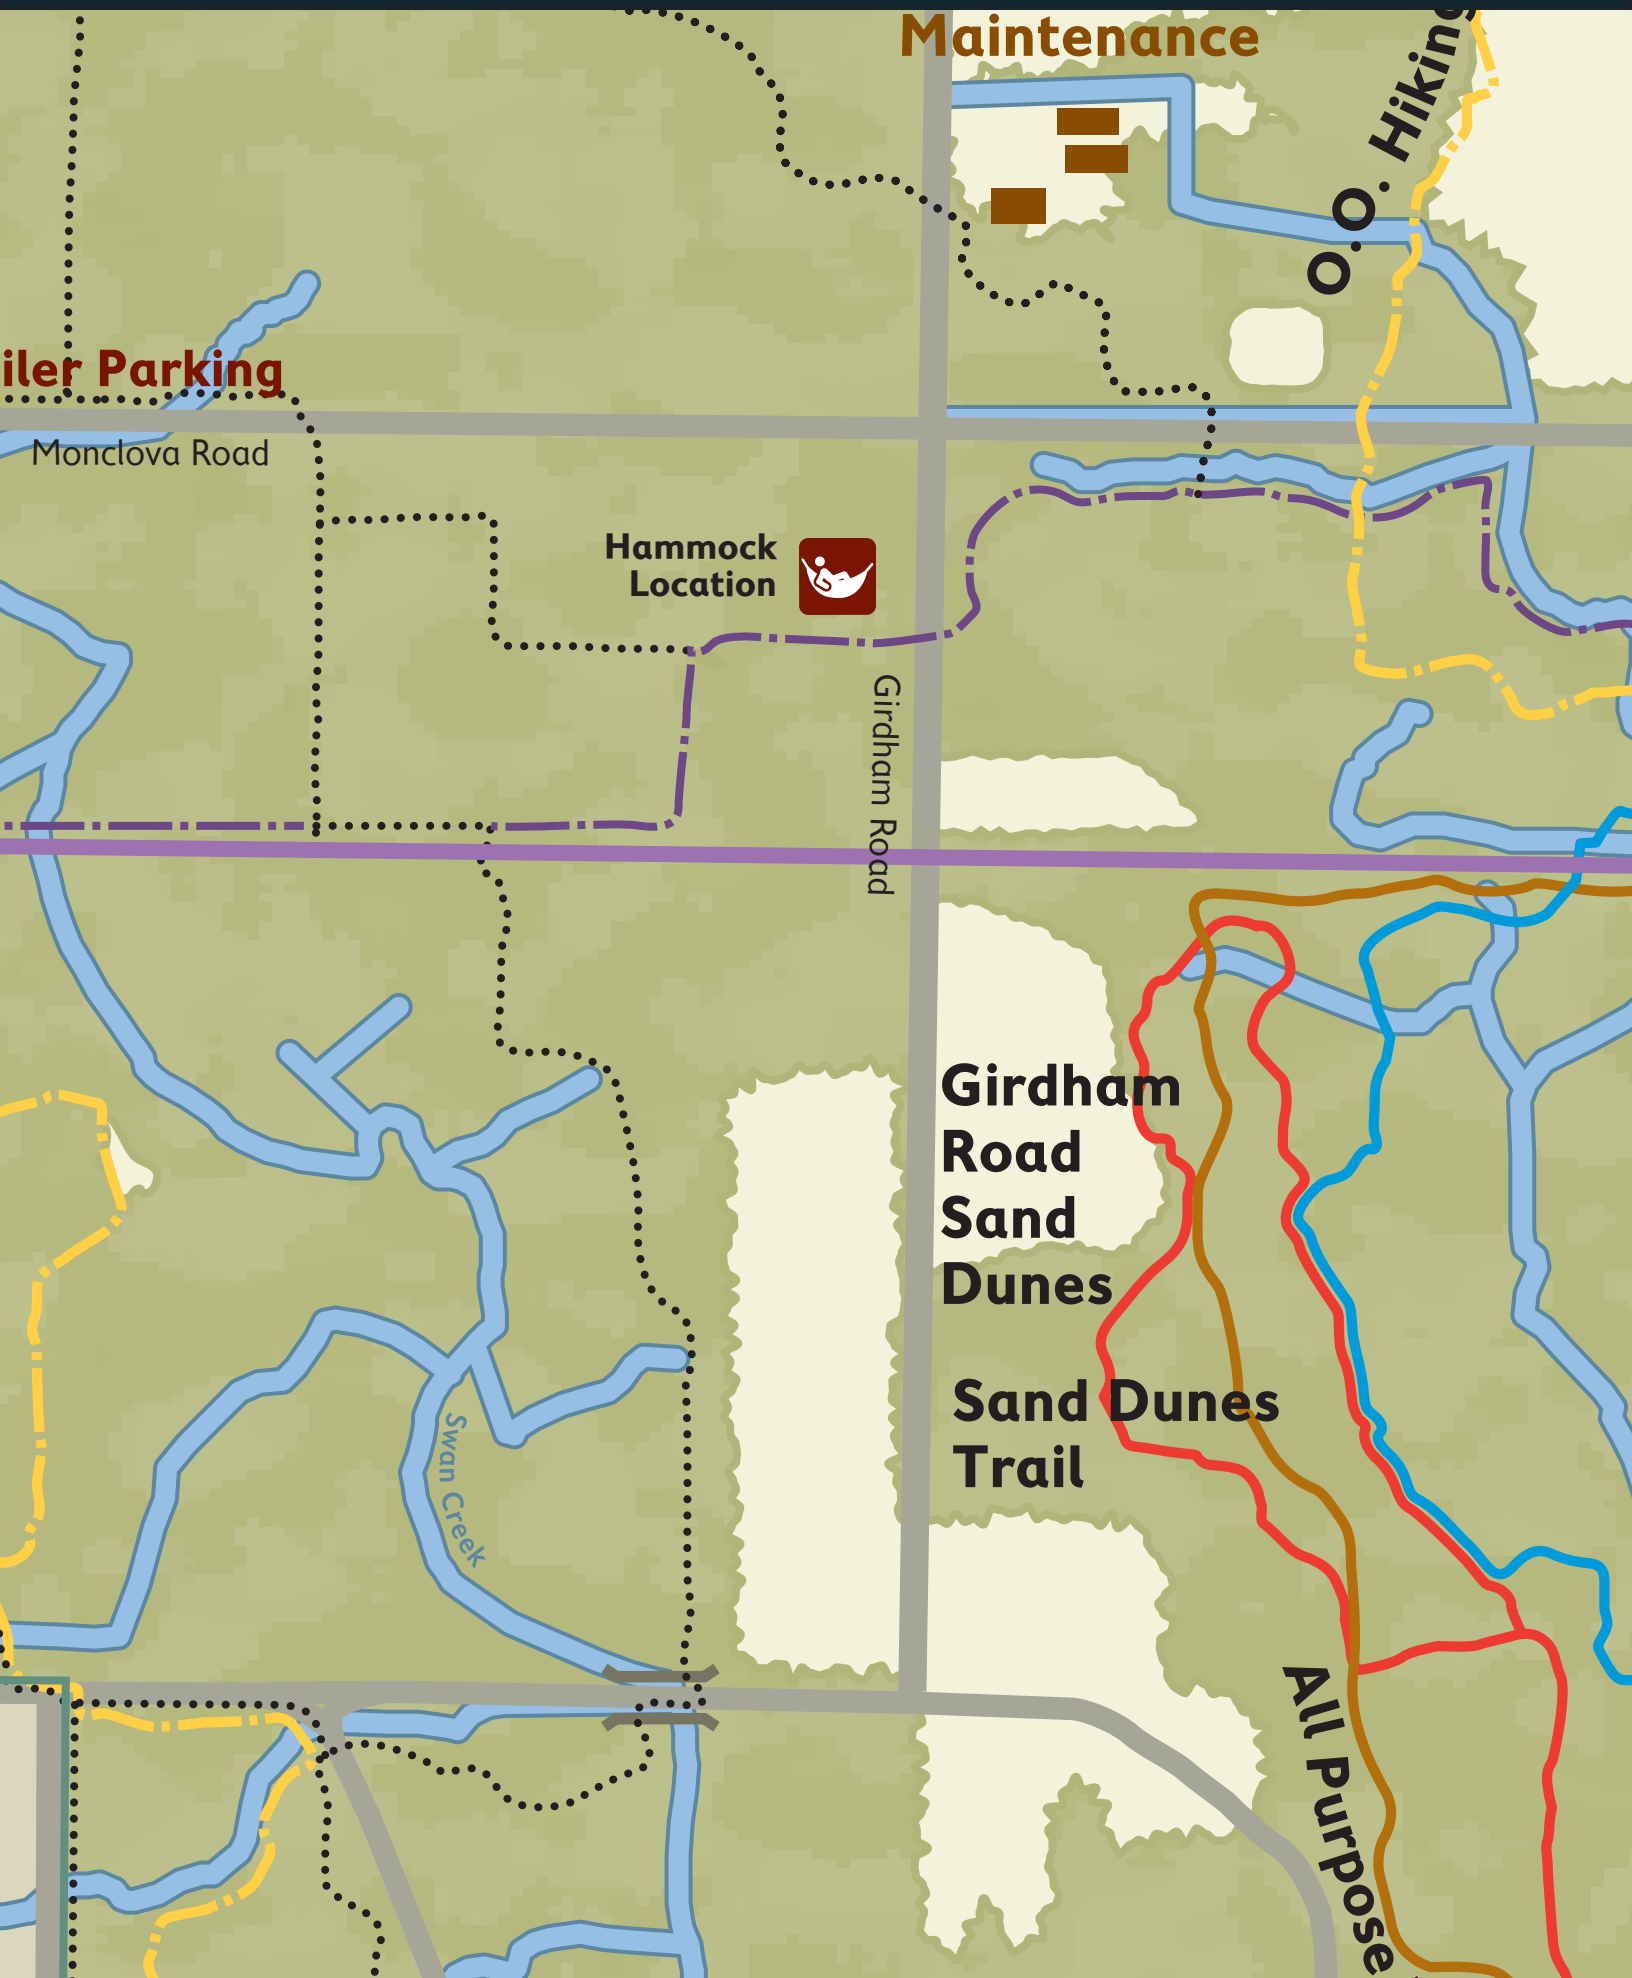 Maintenance
O.O. Hiking
iler Parking
Monclova Road
Hammock
Location
Girdham Road
Girdham
Road
Sand
Dunes
Sand Dunes
Trail
Swan Creek
All Purpose